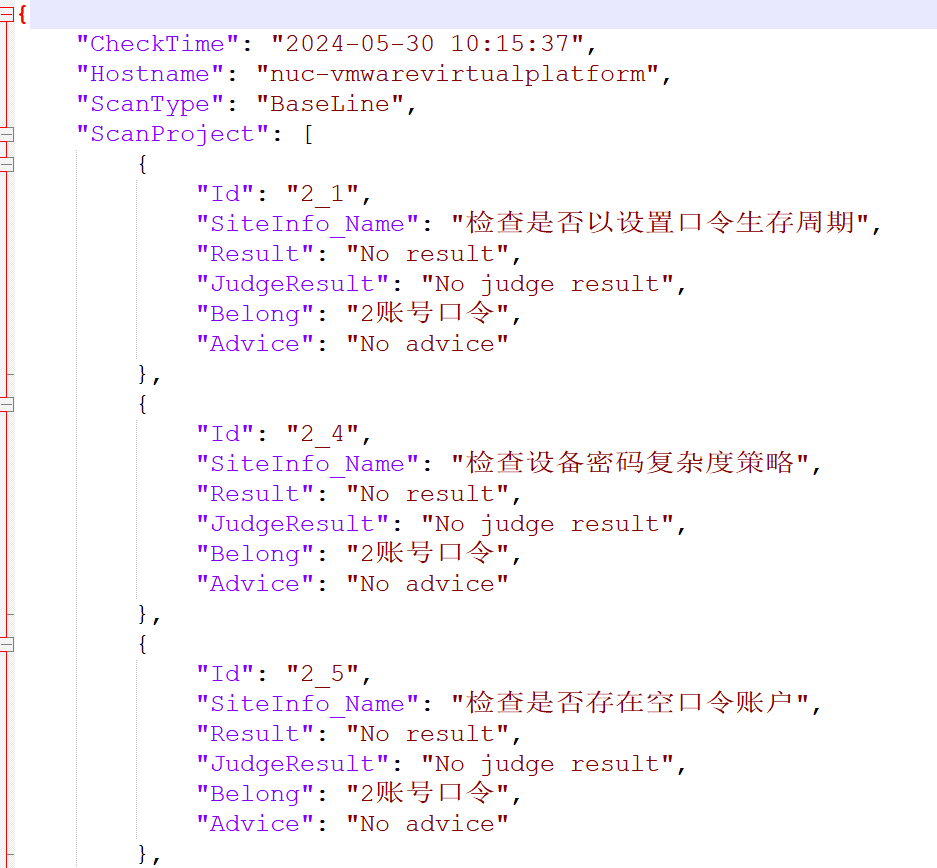 {
"CheckTime": "2024-05-30 10:15:37",
"Hostname": "nuc-vmwarevirtualplatform",
"ScanType": "BaseLine",
"ScanProject": [
{
"Id": "2_1",
"SiteInfo_Name": "检查是否以设置口令生存周期",
"Result": "No result",
"JudgeResult": "No judge result",
"Belong": "2账号口令",
"Advice": "No advice"
},
{
"Id": "2_4",
"SiteInfo_Name": "检查设备密码复杂度策略",
"Result": "No result",
"JudgeResult": "No judge result",
"Belong": "2账号口令",
"Advice": "No advice"
},
{
"Id": "2_5",
"SiteInfo_Name": "检查是否存在空口令账户",
"Result": "No result",
"JudgeResult": "No judge result",
"Belong": "2账号口令",
"Advice": "No advice"
},